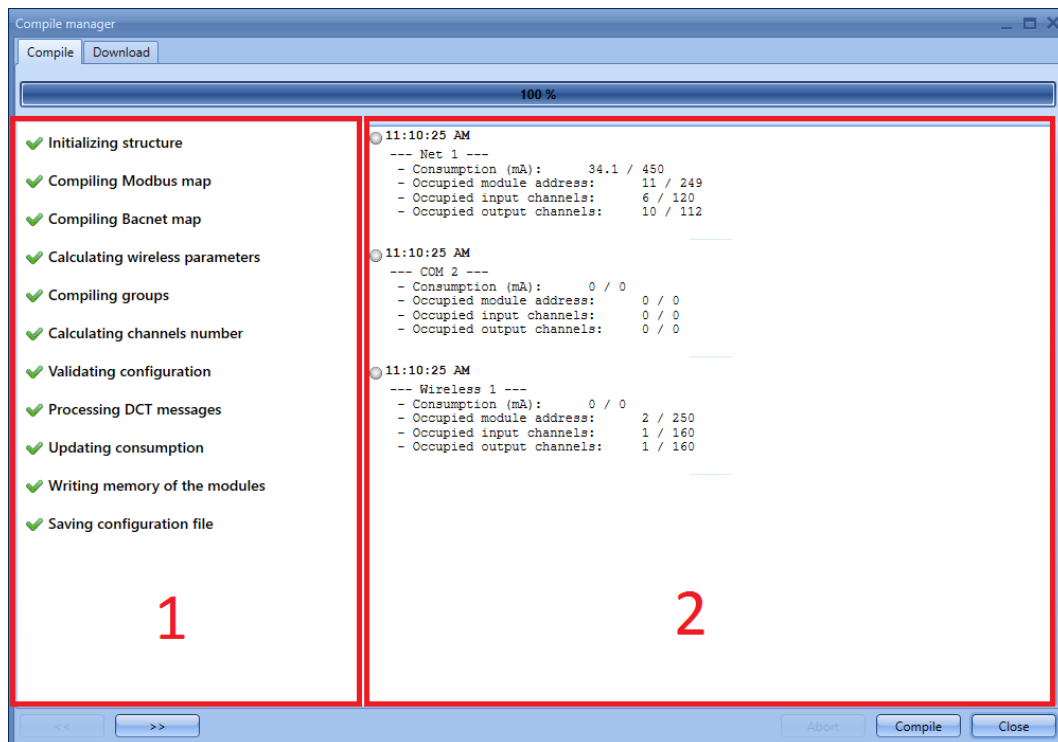 Compile manager
Compile Download
100 %
Initializing structure
Compiling Modbus map
Compiling Bacnet map
Calculating wireless parameters
Compiling groups
Calculating channels number
Validating configuration
Processing DCT messages
Updating consumption
Writing memory of the modules
Saving configuration file
1
11:10:25 AM
--- Net 1 ---
- Consumption (mA): 34.1 / 450
- Occupied module address: 11 / 249
- Occupied input channels: 6 / 120
- Occupied output channels: 10 / 112
11:10:25 AM
--- COM 2 ---
- Consumption (mA): 0 / 0
- Occupied module address: 0 / 0
- Occupied input channels: 0 / 0
- Occupied output channels: 0 / 0
11:10:25 AM
--- Wireless 1 ---
- Consumption (mA): 0 / 0
- Occupied module address: 2 / 250
- Occupied input channels: 1 / 160
- Occupied output channels: 1 / 160
2
<< >> Abort Compile Close